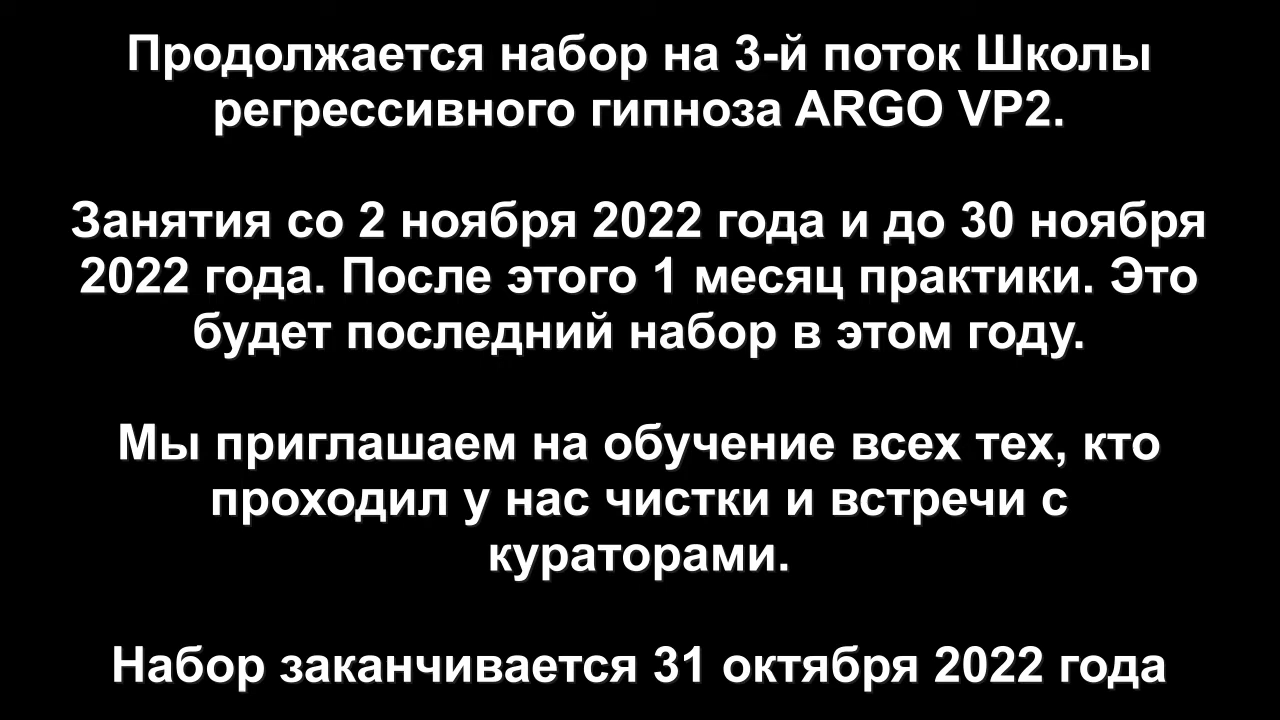 Продолжается набор на 3-й поток Школы
регрессивного гипноза ARGO VP2.
Занятия со 2 ноября 2022 года и до 30 ноября
2022 года. После этого 1 месяц практики. Это
будет последний набор в этом году.
Мы приглашаем на обучение всех тех, кто
проходил у нас чистки и встречи с
кураторами.
Набор заканчивается 31 октября 2022 года